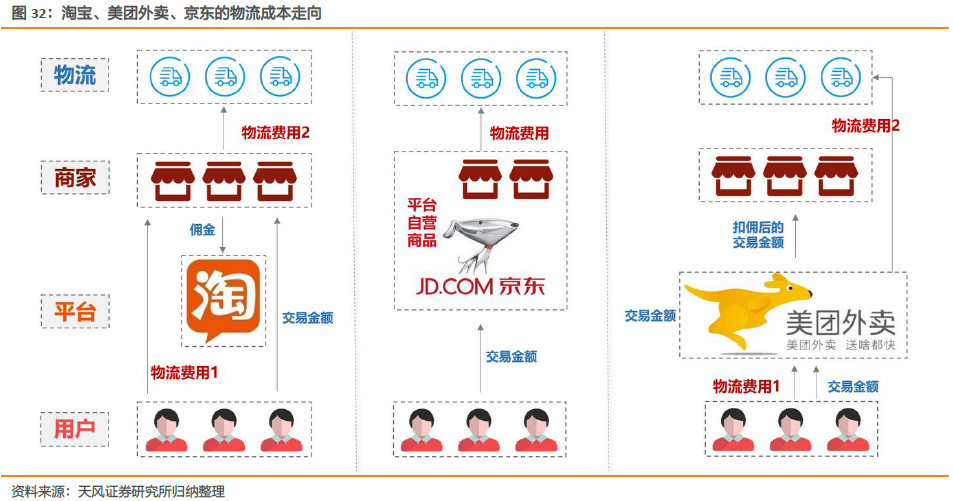 图 32：淘宝、美团外卖、京东的物流成本走向
物流
物流费用2
物流费用
物流费用2
商家
佣金
平台
自营
商品
扣佣后的
交易金额
淘
JD.COM 京东
平台
交易金额
交易金额
美团外卖
美团外卖 送啥都快
交易金额
物流费用1
物流费用1
交易金额
用户
资料来源：天风证券研究所归纳整理